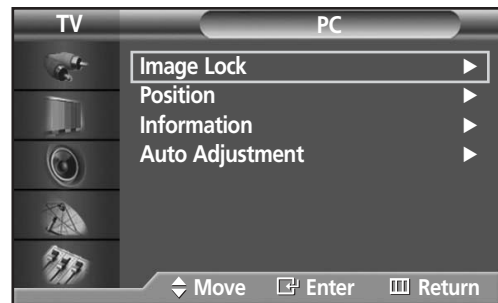 TV PC
Image Lock
Position
Information
Auto Adjustment
Move Enter Return